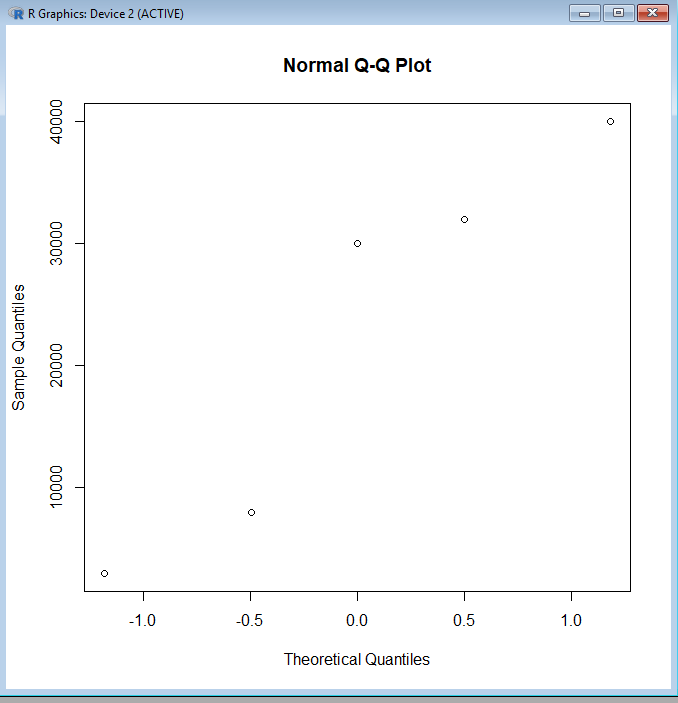 R Graphics: Device 2 (ACTIVE)
Normal Q-Q Plot
40000
30000
20000
10000
Sample Quantiles
-1.0 -0.5 0.0 0.5 1.0
Theoretical Quantiles